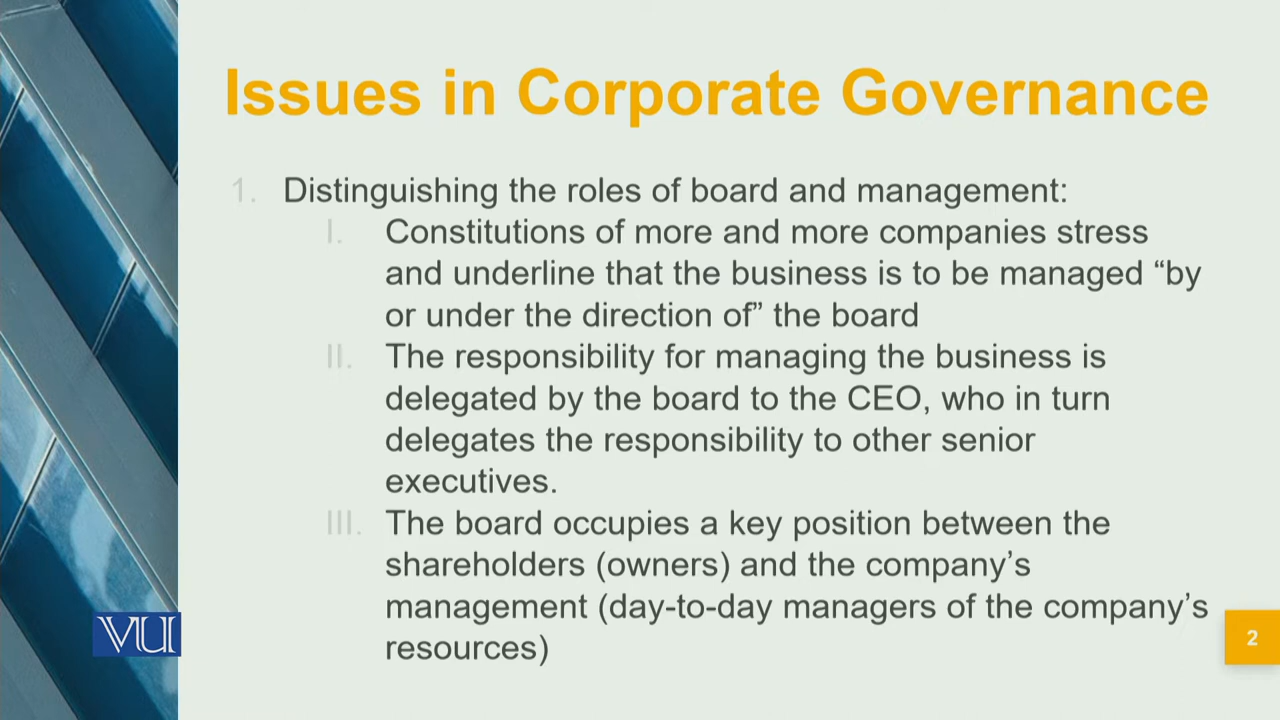 Issues in Corporate Governance
1. Distinguishing the roles of board and management:
I. Constitutions of more and more companies stress
and underline that the business is to be managed “by
or under the direction of” the board
II. The responsibility for managing the business is
delegated by the board to the CEO, who in turn
delegates the responsibility to other senior
executives.
III. The board occupies a key position between the
shareholders (owners) and the company’s
management (day-to-day managers of the company’s
resources)
VU
2